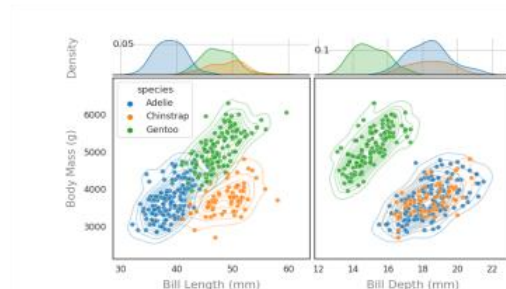 Density
0.05
0.1
species
Adelie
Chinstrap
Gentoo
Body Mass (g)
6000
5000
4000
3000
30 40 50 60
12 14 16 18 20 22
Bill Length (mm)
Bill Depth (mm)